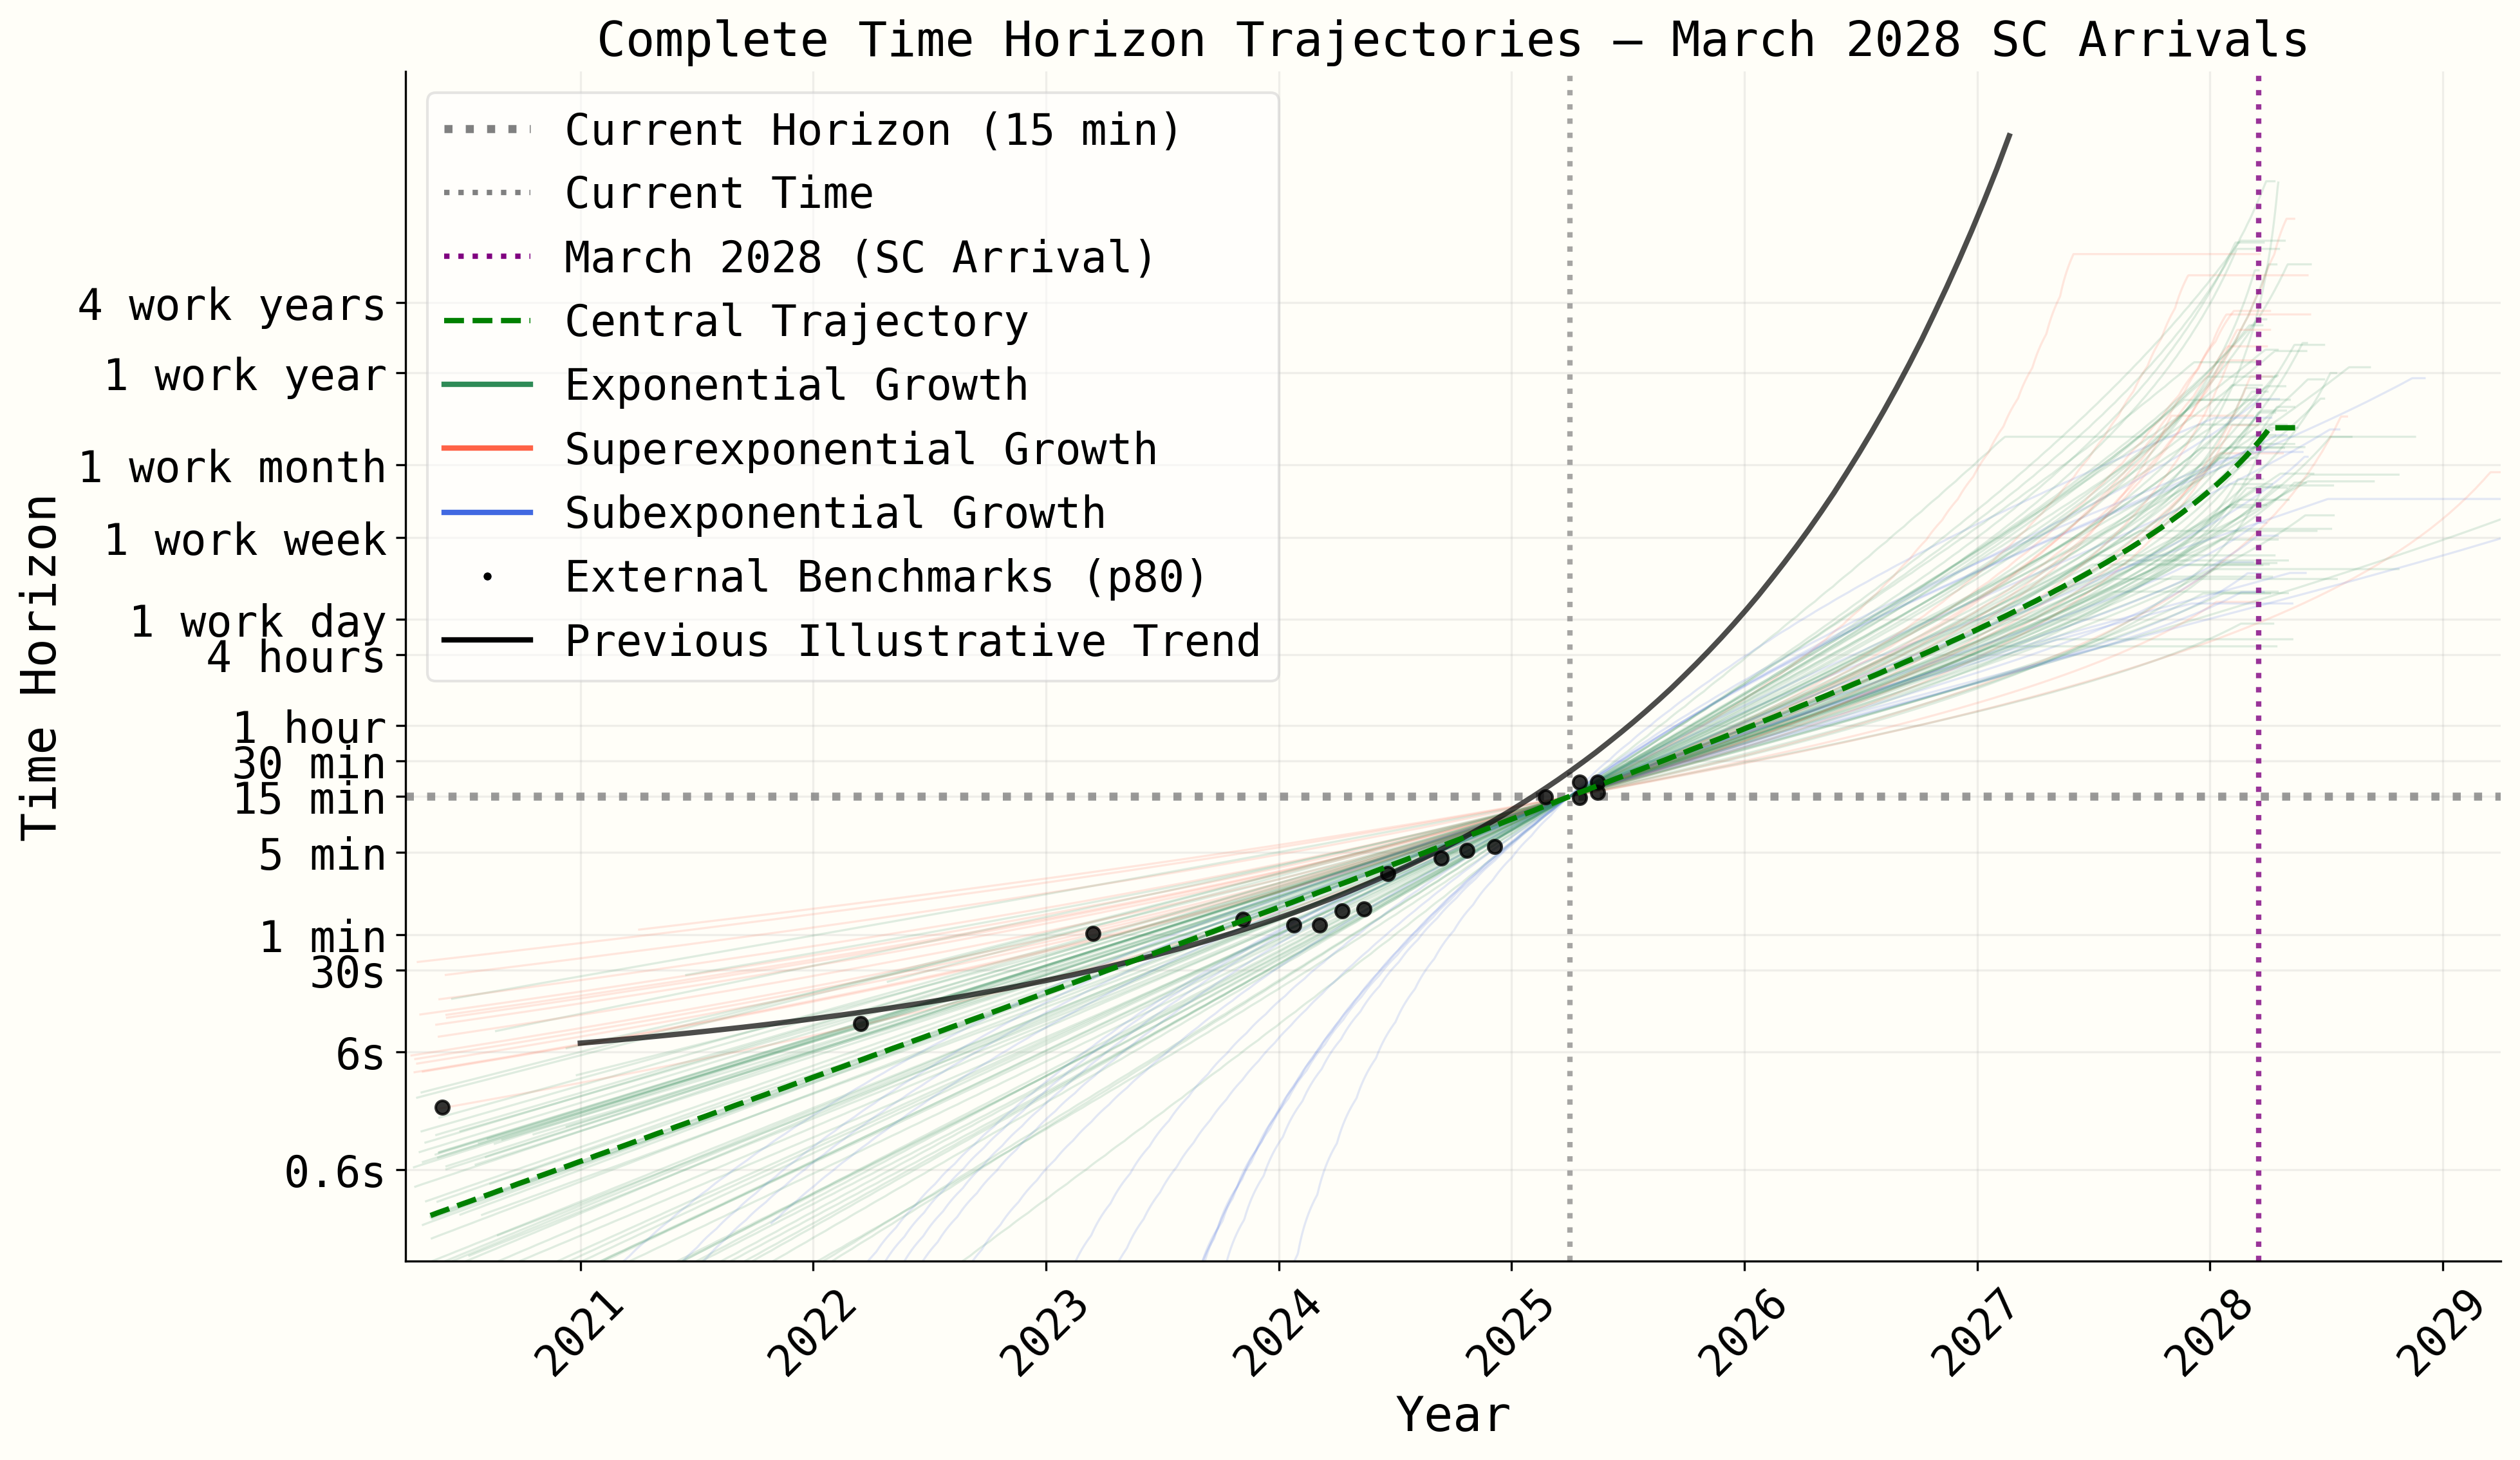 Complete Time Horizon Trajectories — March 2028 SC Arrivals
Current Horizon (15 min)
Current Time
March 2028 (SC Arrival)
Central Trajectory
Exponential Growth
Superexponential Growth
Subexponential Growth
External Benchmarks (p80)
Previous Illustrative Trend
Time Horizon
4 work years
1 work year
1 work month
1 work week
1 work day
4 hours
1 hour
30 min
15 min
5 min
1 min
30s
6s
0.6s
2021
2022
2023
2024
2025
2026
2027
2028
2029
Year